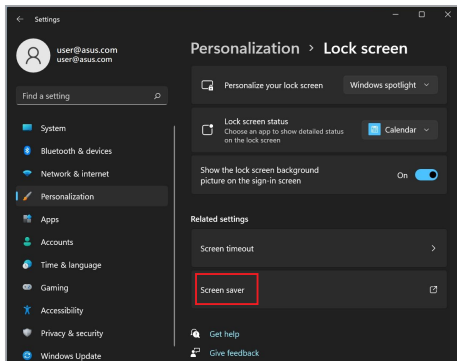 Settings
user@asus.com
user@asus.com
Find a setting
System
Bluetooth & devices
Network & internet
Personalization
Apps
Accounts
Time & language
Gaming
Accessibility
Privacy & security
Windows Update
Personalization > Lock screen
Personalize your lock screen
Windows spotlight
Lock screen status
Choose an app to show detailed status
on the lock screen
Calendar
Show the lock screen background
picture on the sign-in screen
On
Related settings
Screen timeout
Screen saver
Get help
Give feedback